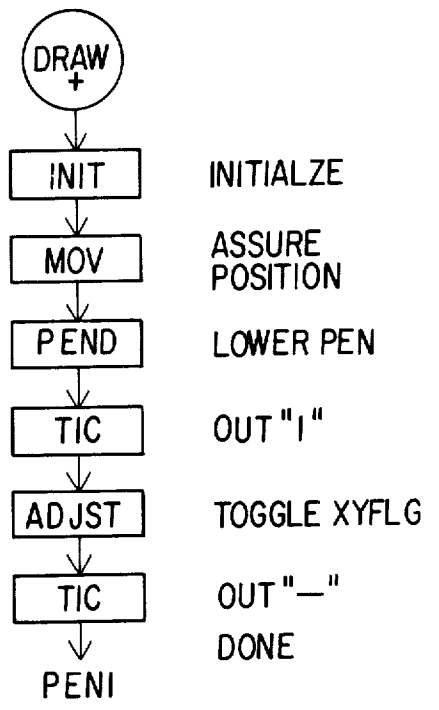 DRAW
+
INIT INITIALZE
MOV ASSURE
POSITION
PEND LOWER PEN
TIC OUT "I"
ADJST TOGGLE XYFLG
TIC OUT "—"
DONE
PENI